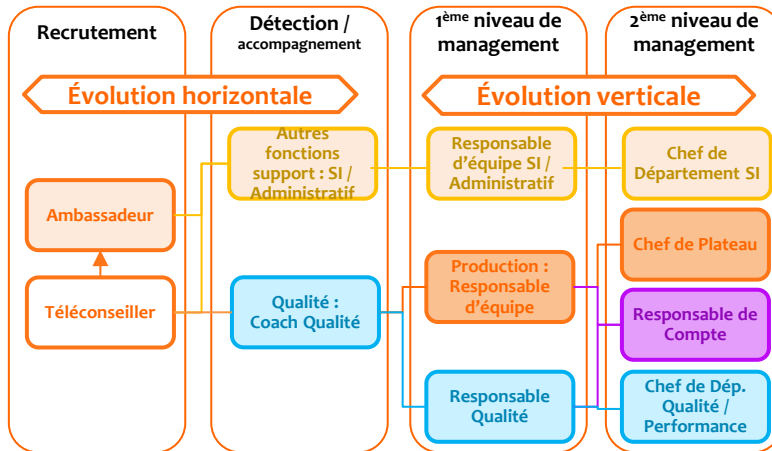 Recrutement
Détection /
accompagnement
1ème niveau de
management
2ème niveau de
management
Évolution horizontale
Évolution verticale
Autres
fonctions
support : SI /
Administratif
Responsable
d'équipe SI /
Administratif
Chef de
Département SI
Ambassadeur
Téléconseiller
Qualité :
Coach Qualité
Production :
Responsable
d'équipe
Chef de Plateau
Responsable de
Compte
Responsable
Qualité
Chef de Dép.
Qualité /
Performance